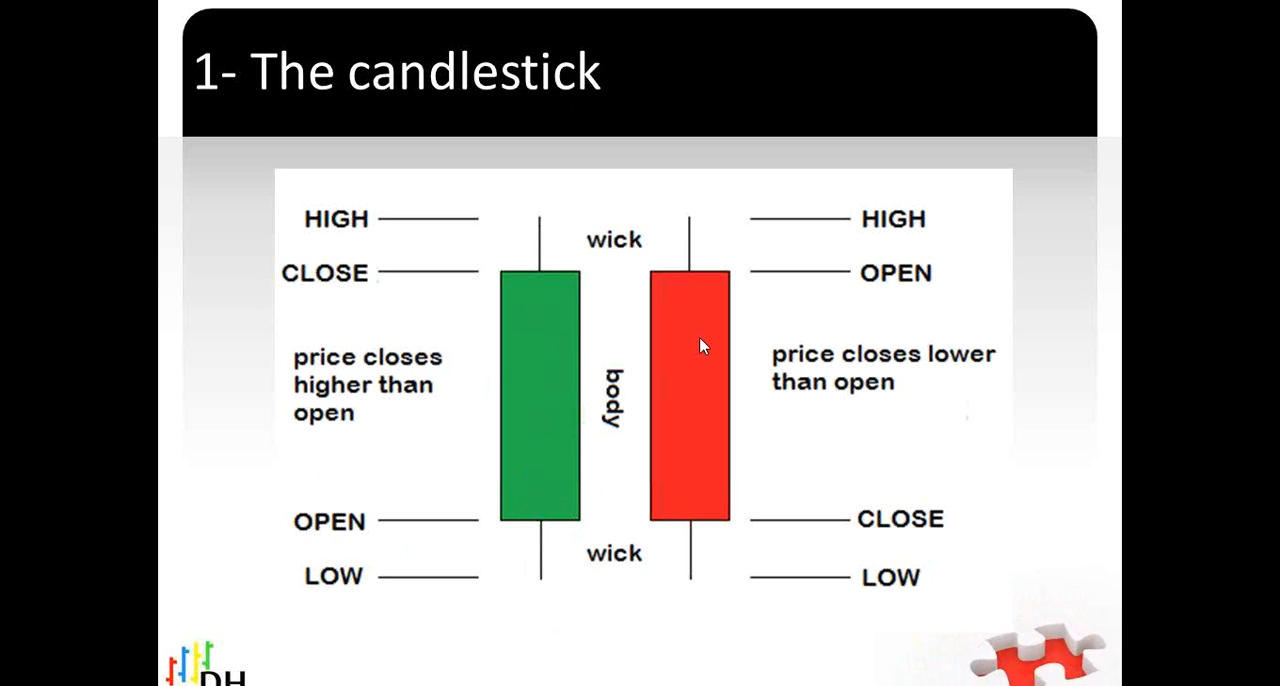 1- The candlestick
HIGH
HIGH
wick
CLOSE
OPEN
price closes
higher than
open
body
price closes lower
than open
OPEN
CLOSE
wick
LOW
LOW
DH